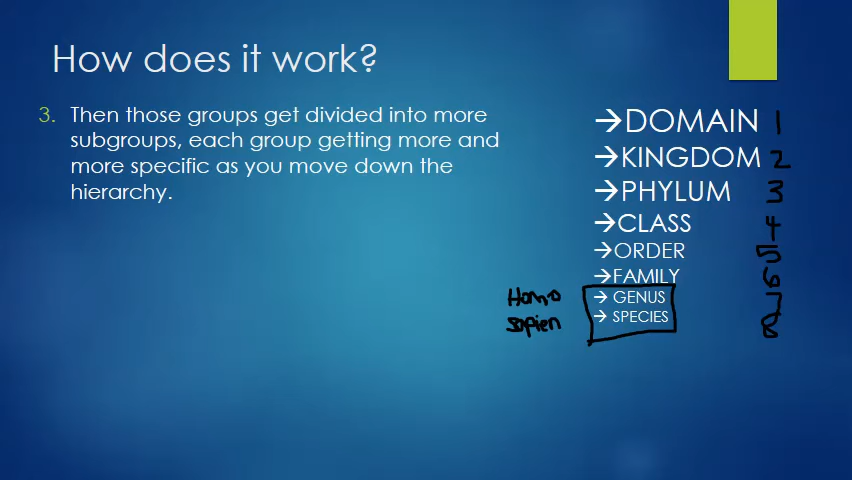 How does it work?
3. Then those groups get divided into more
subgroups, each group getting more and
more specific as you move down the
hierarchy.
→DOMAIN 1
→KINGDOM 2
→PHYLUM 3
→CLASS 4
→ORDER 5
→FAMILY 6
Homo → GENUS 7
sapien → SPECIES 8